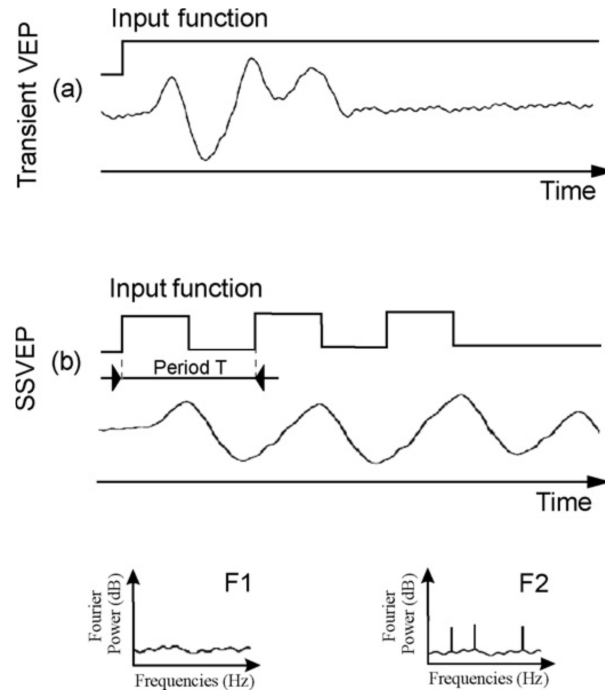 Transient VEP
Input function
(a)
Time
SSVEP
Input function
(b)
Period T
Time
F1
Fourier
Power (dB)
Frequencies (Hz)
F2
Fourier
Power (dB)
Frequencies (Hz)